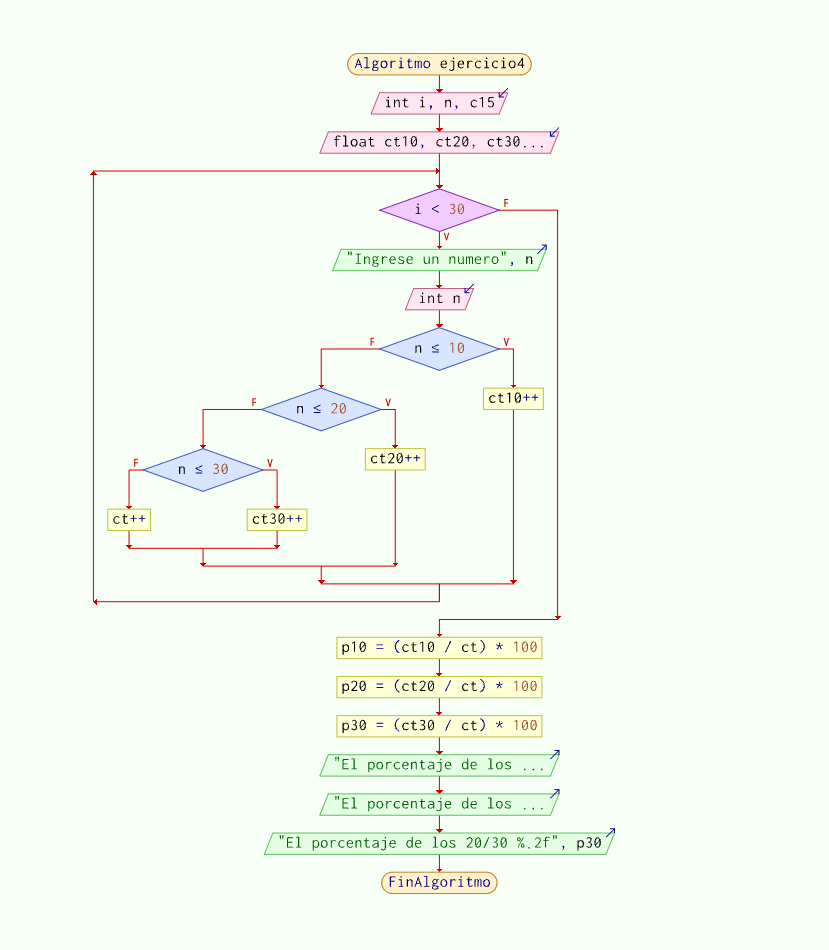 Algoritmo ejercicio4
int i, n, c15
float ct10, ct20, ct30...
i < 30
F
V
"Ingrese un numero", n
int n
n ≤ 10
F
V
ct10++
n ≤ 20
F
V
ct20++
n ≤ 30
F
V
ct++
ct30++
p10 = (ct10 / ct) * 100
p20 = (ct20 / ct) * 100
p30 = (ct30 / ct) * 100
"El porcentaje de los ...
"El porcentaje de los ...
"El porcentaje de los 20/30 %.2f", p30
FinAlgoritmo